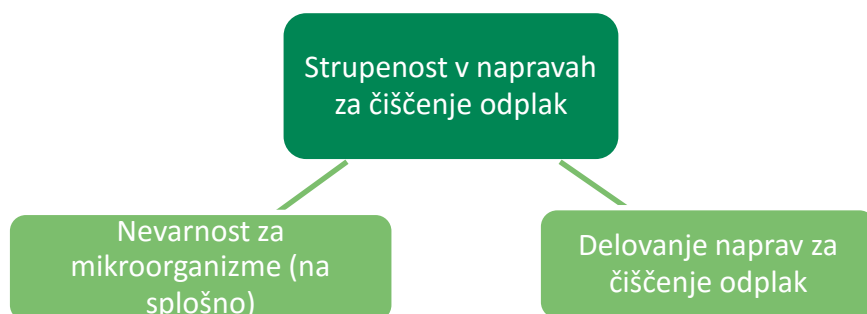 Strupenost v napravah
za čiščenje odplak
Nevarnost za
mikroorganizme (na
splošno)
Delovanje naprav za
čiščenje odplak